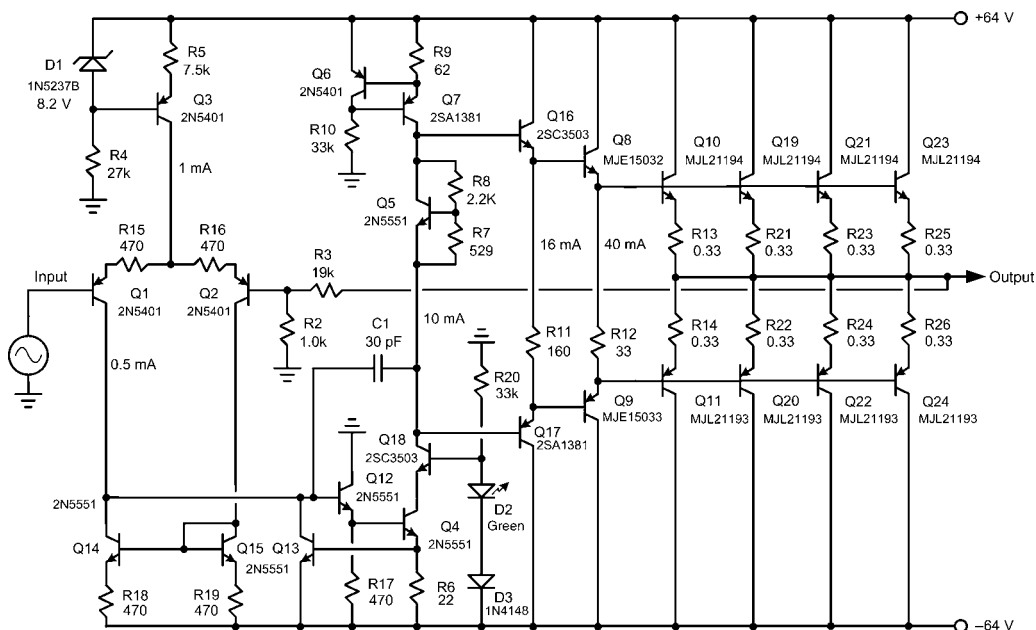 +64 V
D1
1N5237B
8.2 V
R5
7.5k
Q3
2N5401
R4
27k
1 mA
Q6
2N5401
R9
62
Q7
2SA1381
R10
33k
Q16
2SC3503
Q8
MJE15032
Q10
MJL21194
Q19
MJL21194
Q21
MJL21194
Q23
MJL21194
R8
2.2K
Q5
2N5551
R7
529
R15
470
R16
470
R3
19k
16 mA
40 mA
R13
0.33
R21
0.33
R23
0.33
R25
0.33
Input
Output
Q1
2N5401
Q2
2N5401
R2
1.0k
C1
30 pF
10 mA
0.5 mA
R20
33k
R11
160
R12
33
R14
0.33
R22
0.33
R24
0.33
R26
0.33
Q9
MJE15033
Q11
MJL21193
Q20
MJL21193
Q22
MJL21193
Q24
MJL21193
Q17
2SA1381
Q18
2SC3503
Q12
2N5551
2N5551
Q14
Q15
2N5551
Q13
Q4
2N5551
D2
Green
R18
470
R19
470
R17
470
R6
22
D3
1N4148
–64 V